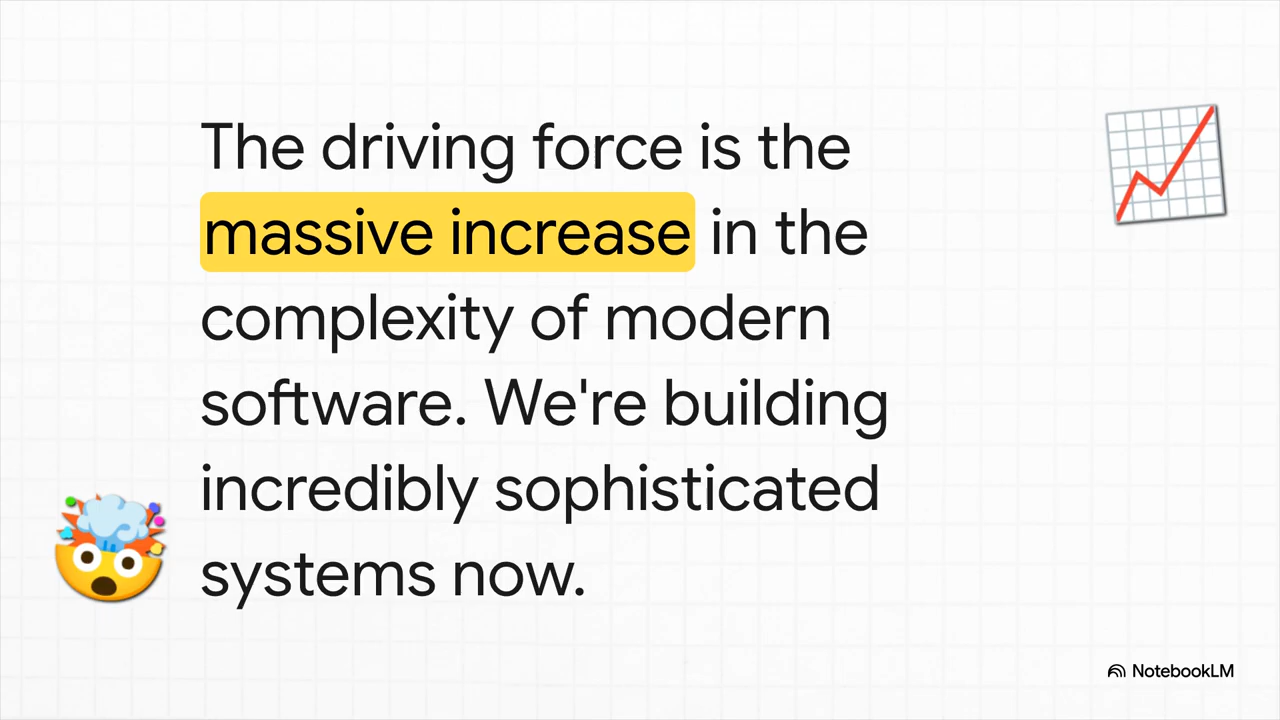 The driving force is the
massive increase in the
complexity of modern
software. We're building
incredibly sophisticated
systems now.
NotebookLM